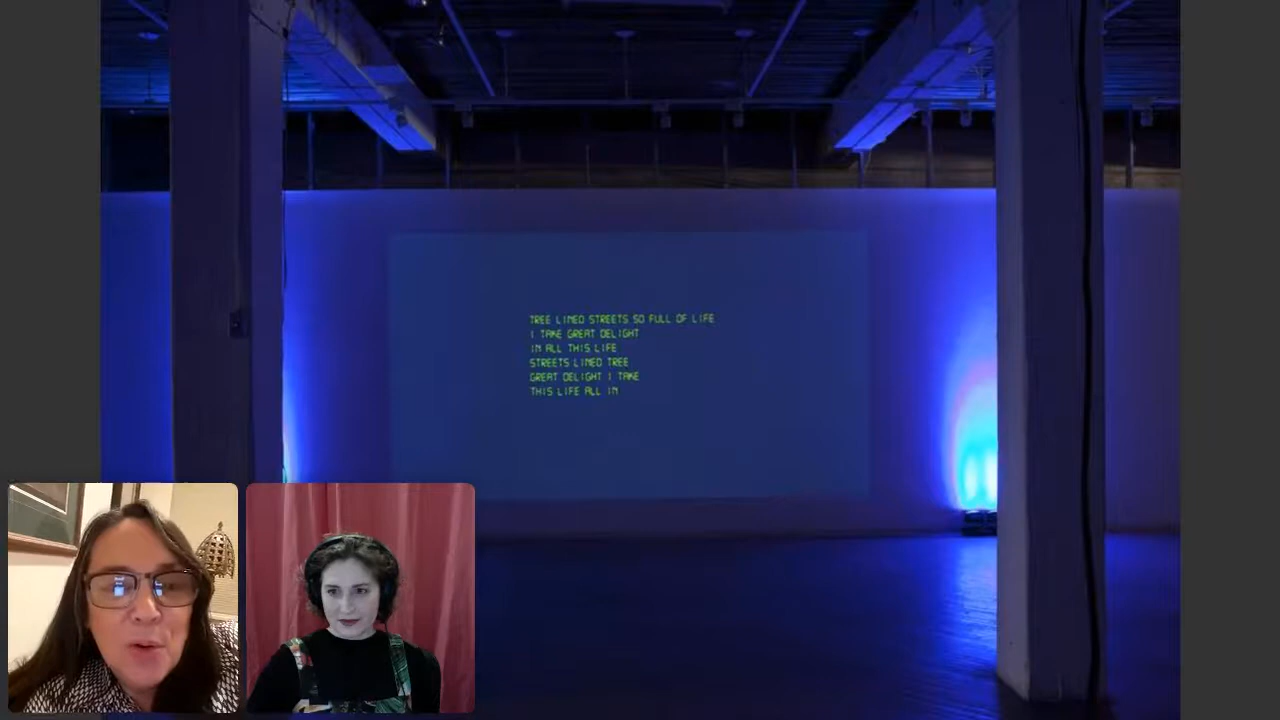 TREE LINED STREETS SO FULL OF LIFE
I TAKE GREAT DELIGHT
IN ALL THIS LIFE
STREETS LINED TREE
GREAT DELIGHT I TAKE
THIS LIFE ALL IN